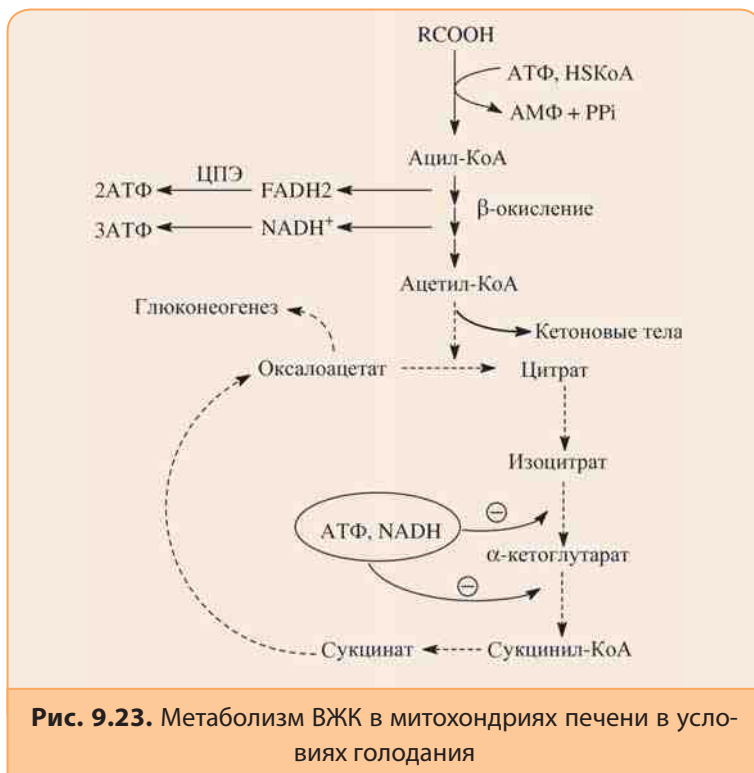 RCOOH
АТФ, HSKoA
АМФ + PPi
Ацил-КоА
2АТФ ЦПЭ FADH2
β-окисление
3АТФ NADH⁺
Ацетил-КоА
Глюконеогенез
Кетоновые тела
Оксалоацетат Цитрат
Изоцитрат
АТФ, NADH ⊖
α-кетоглутарат
⊖
Сукцинат Сукцинил-КоА
Рис. 9.23. Метаболизм ВЖК в митохондриях печени в усло-
виях голодания